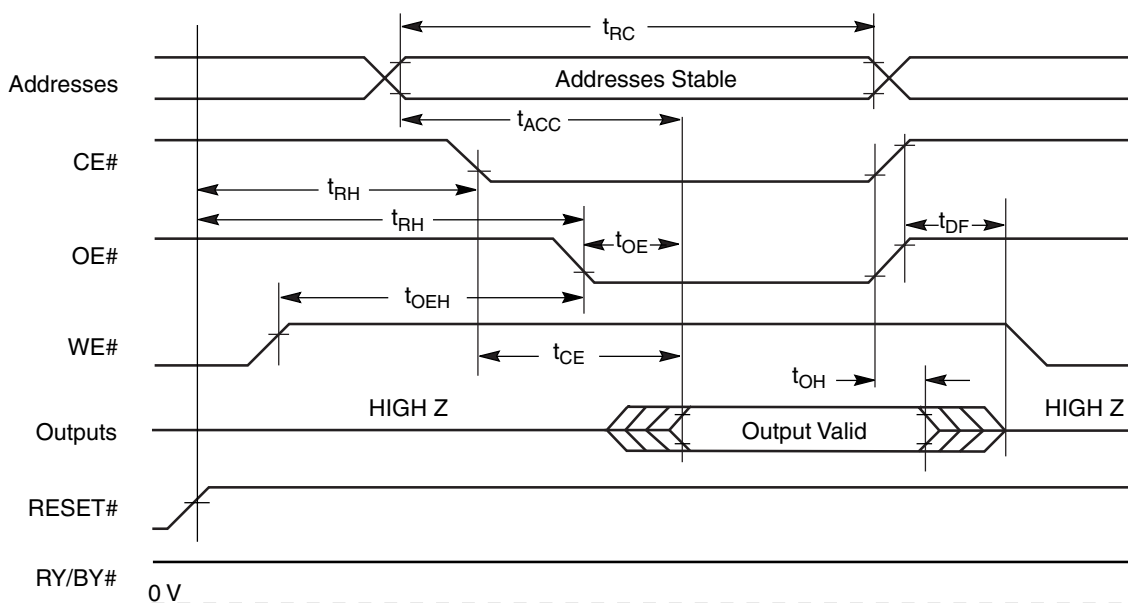 tRC
Addresses
Addresses Stable
tACC
CE#
tRH
tRH
tOE
tDF
OE#
tOEH
WE#
tCE
tOH
HIGH Z
HIGH Z
Outputs
Output Valid
RESET#
RY/BY#
0 V